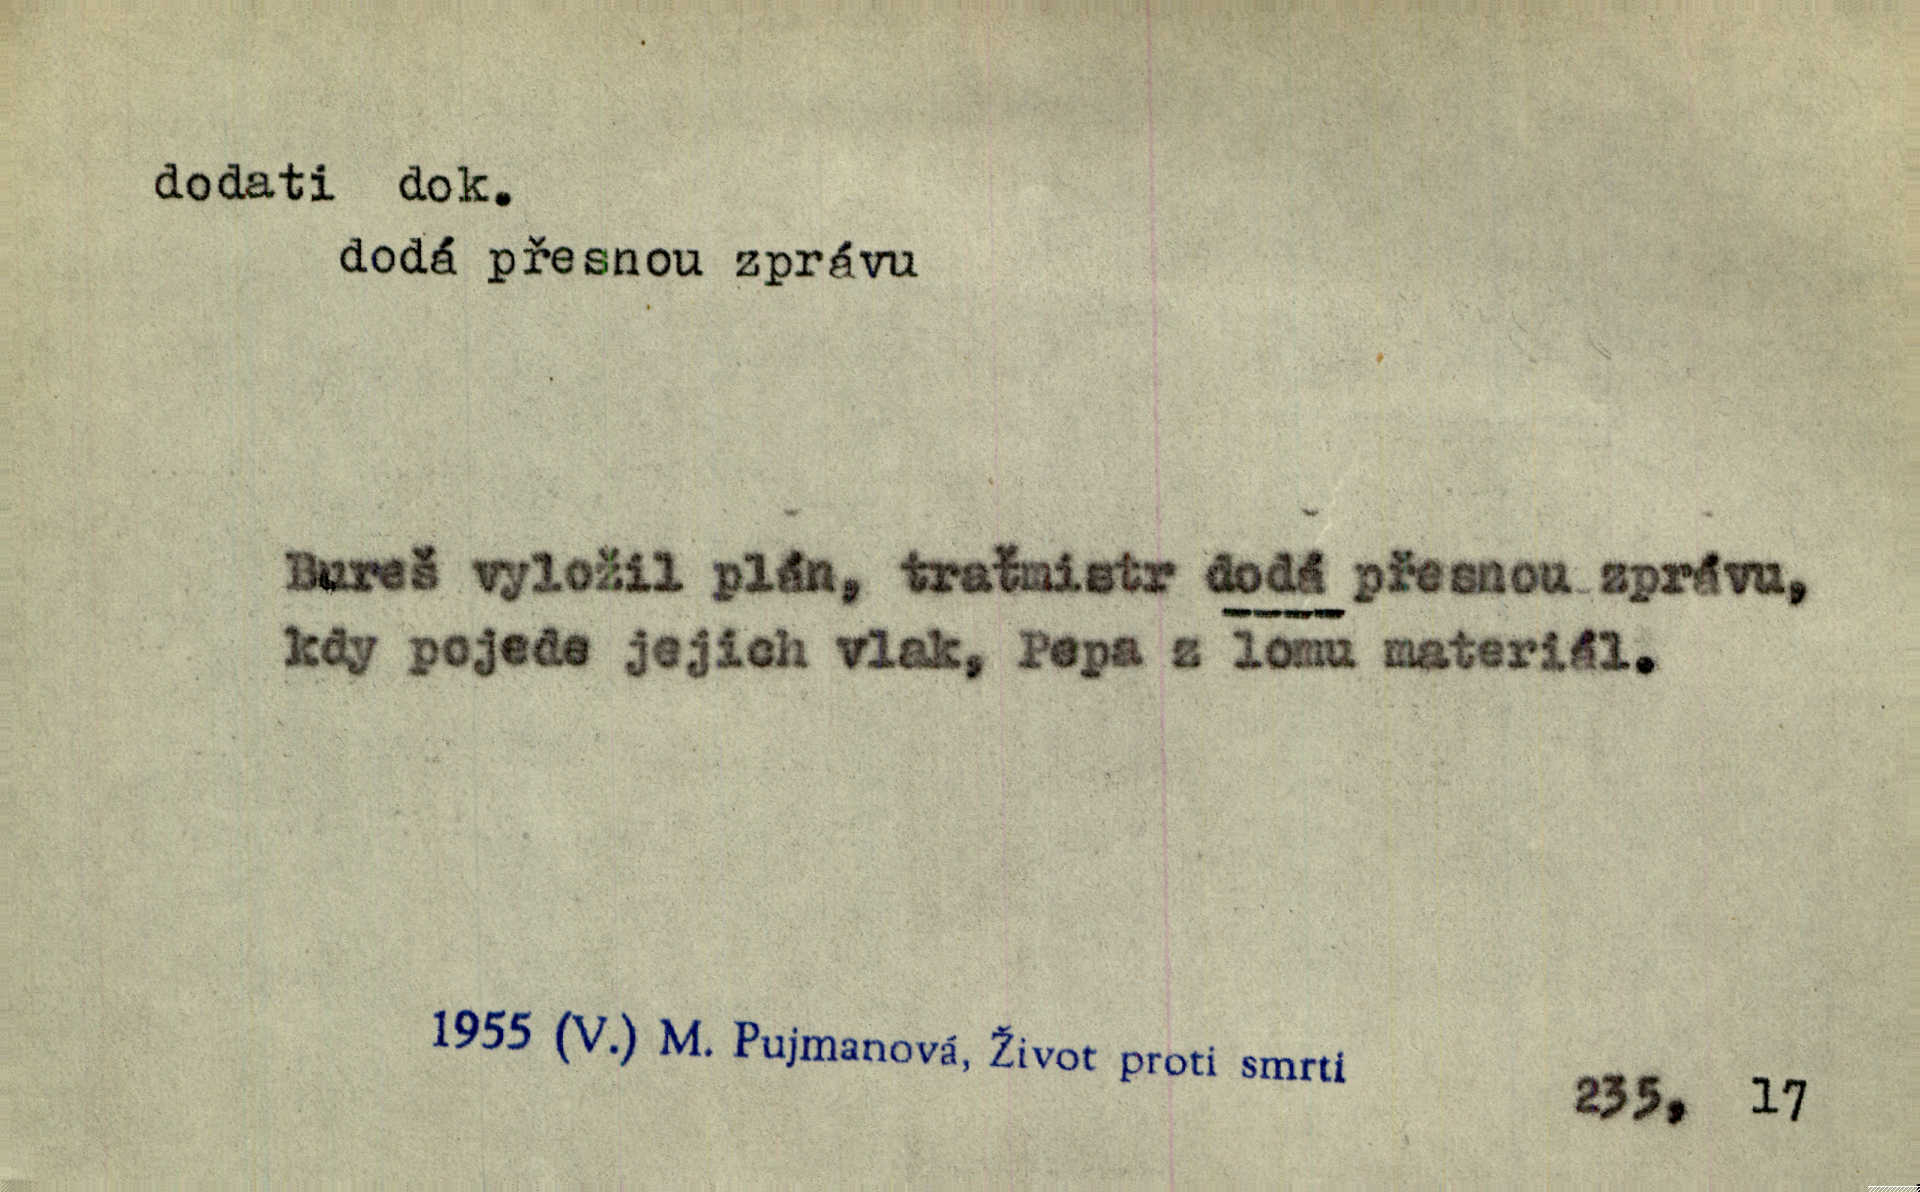 dodati dok.
dodá přesnou zprávu
Bureš vyložil plán, traťmistr dodá přesnou zprávu,
kdy pojede jejich vlak, Pepa z lomu materiál.
1955 (V.) M. Pujmanová, Život proti smrti
235, 17